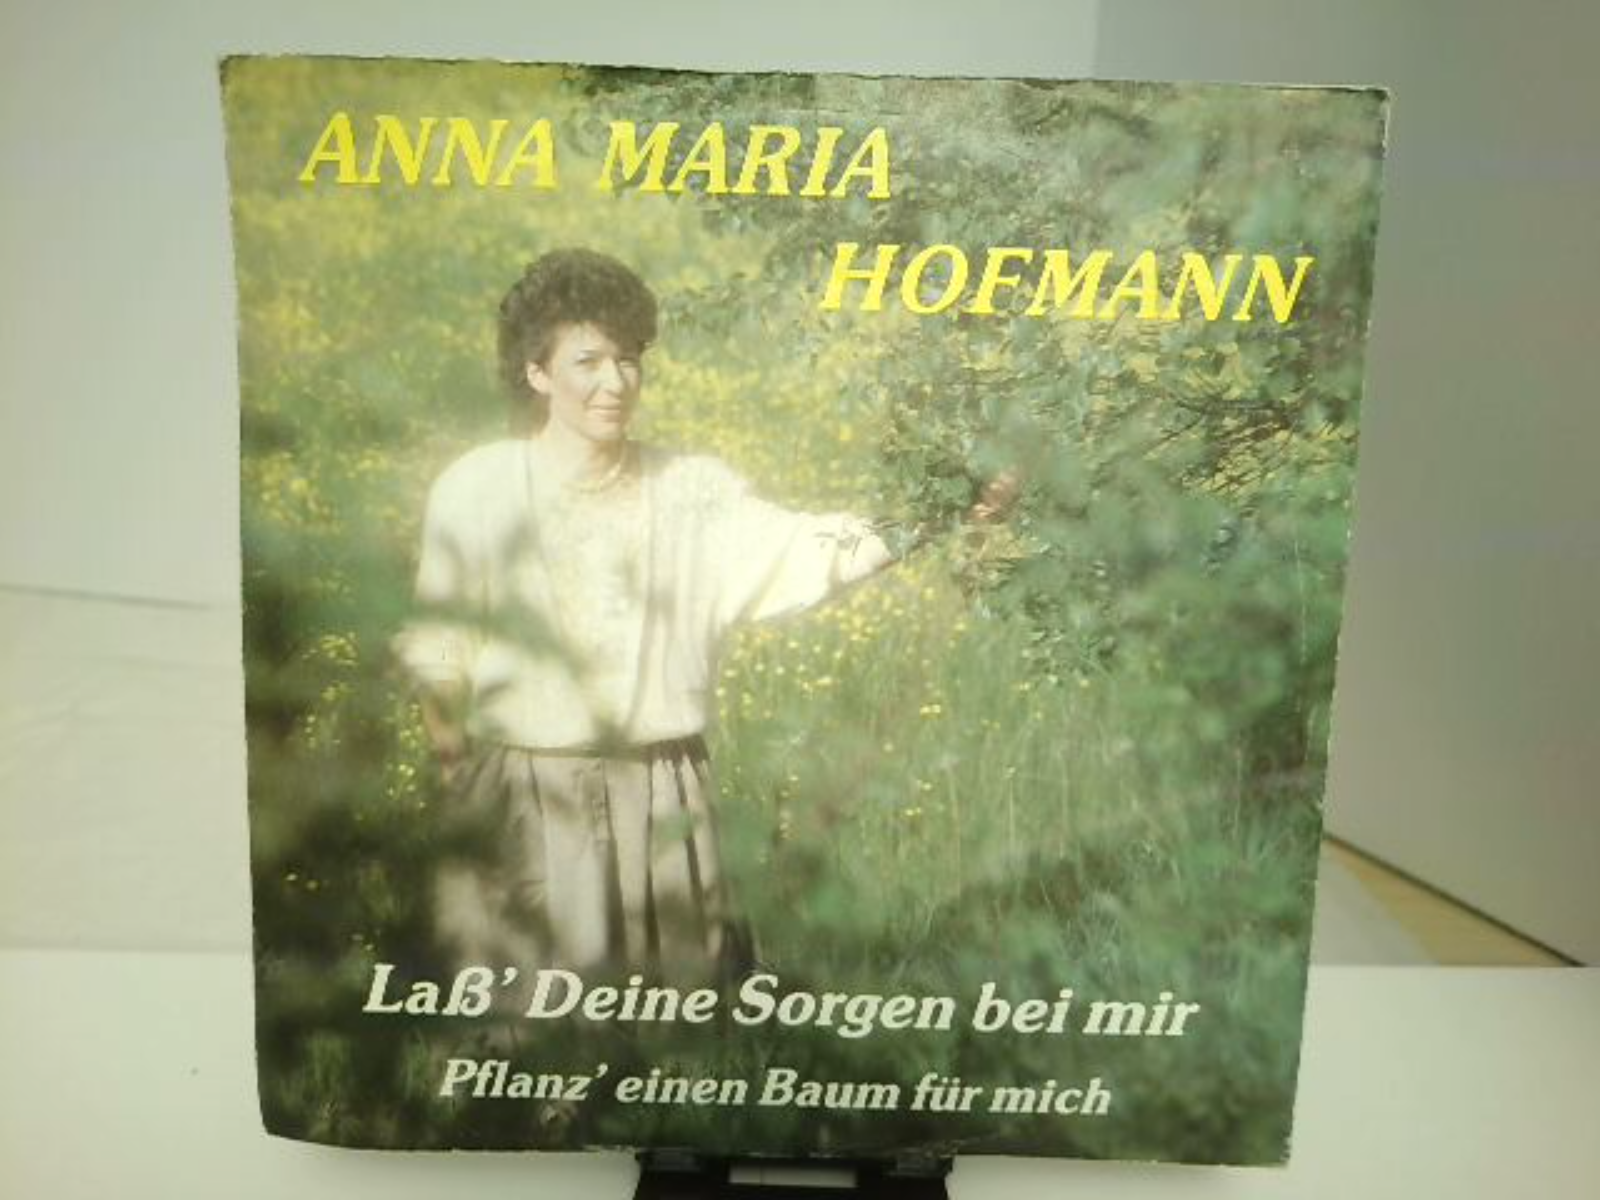 ANNA MARIA
HOFMANN
Laß' Deine Sorgen bei mir
Pflanz' einen Baum für mich